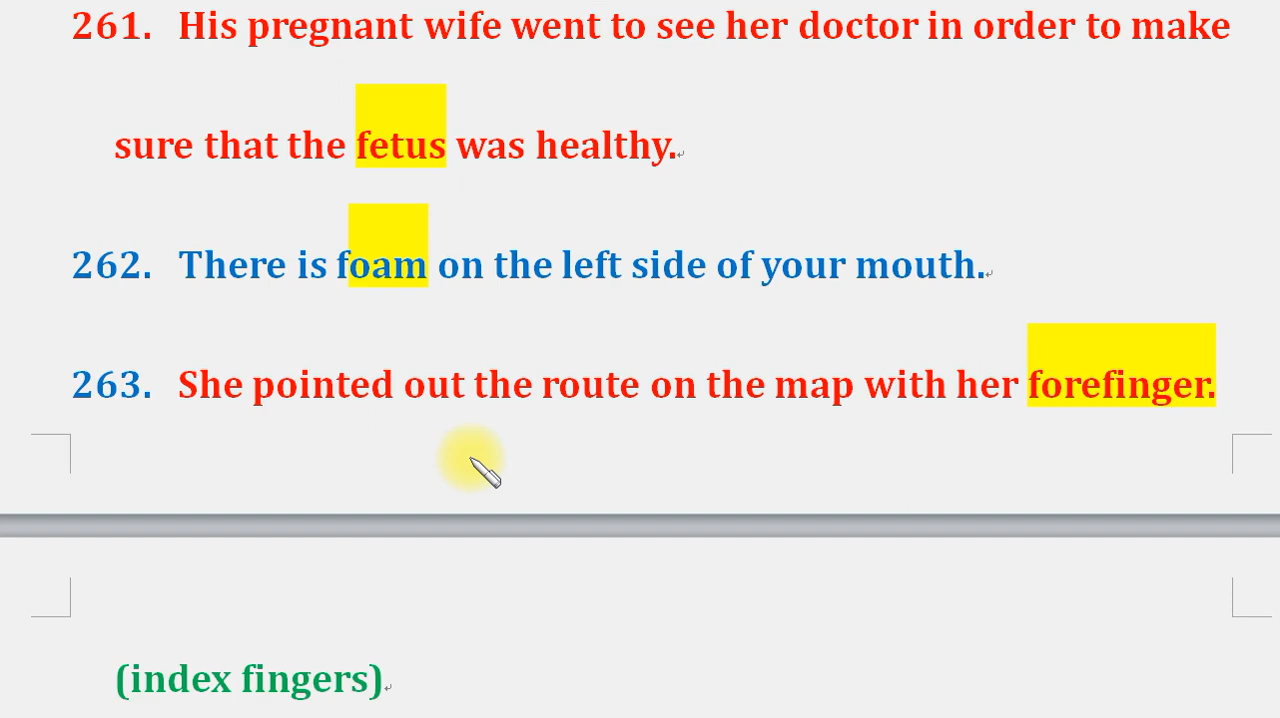 261. His pregnant wife went to see her doctor in order to make
sure that the fetus was healthy.
262. There is foam on the left side of your mouth.
263. She pointed out the route on the map with her forefinger.
(index fingers)